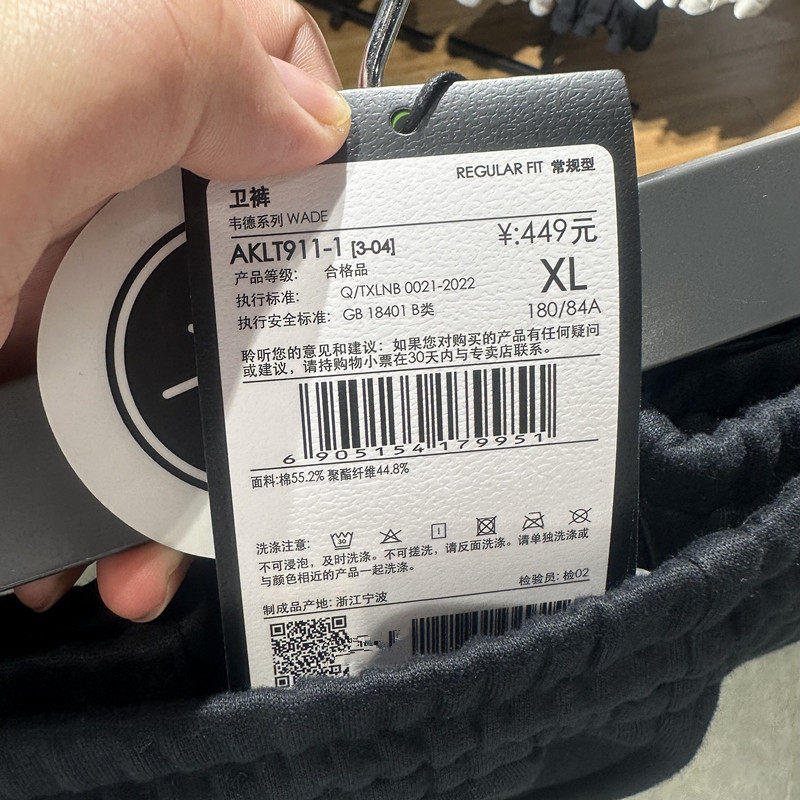 REGULAR FIT 常规型
卫裤
韦德系列 WADE
¥:449元
AKLT911-1 [3-04]
XL
产品等级: 合格品
执行标准: Q/TXLNB 0021-2022
180/84A
执行安全标准: GB 18401 B类
聆听您的意见和建议: 如果您对购买的产品有任何疑问
或建议, 请持购物小票在30天内与专卖店联系。
6 905154 179951
面料:棉55.2% 聚酯纤维44.8%
洗涤注意: 30
不可浸泡, 及时洗涤。不可搓洗, 请反面洗涤。请单独洗涤或
与颜色相近的产品一起洗涤。
制成品产地: 浙江宁波
检验员: 检02